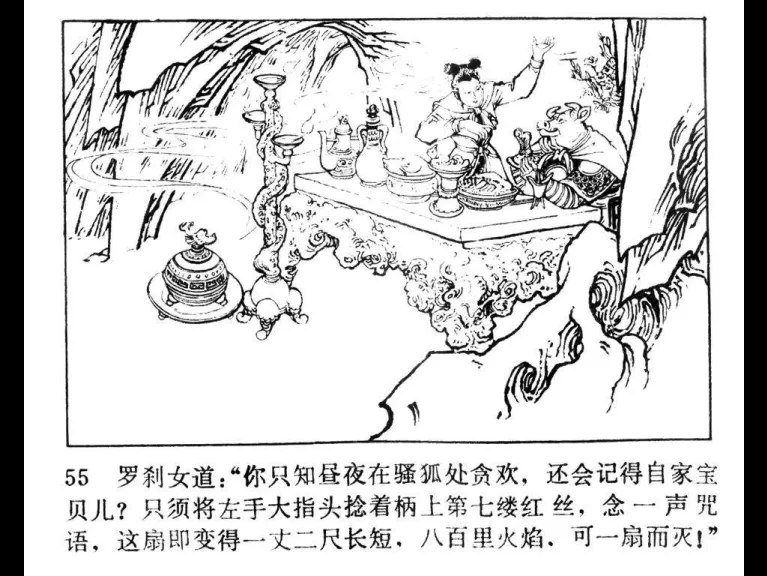 55 罗刹女道:“你只知昼夜在骚狐处贪欢,还会记得自家宝
贝儿?只须将左手大指头捻着柄上第七缕红丝,念一声咒
语,这扇即变得一丈二尺长短,八百里火焰,可一扇而灭!”